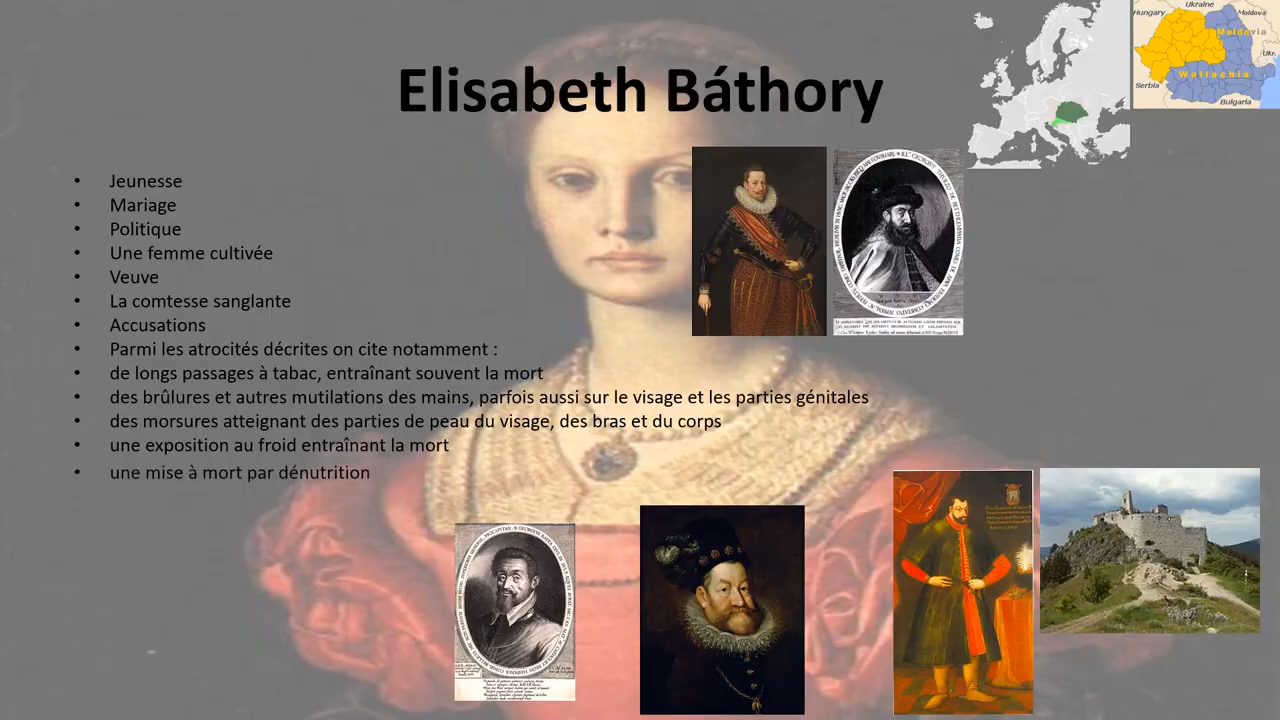 Elisabeth Báthory
Hungary
Ukraine
Moldova
Moldavia
Ukr.
Wallachia
Serbia
Bulgaria
• Jeunesse
• Mariage
• Politique
• Une femme cultivée
• Veuve
• La comtesse sanglante
• Accusations
• Parmi les atrocités décrites on cite notamment :
• de longs passages à tabac, entraînant souvent la mort
• des brûlures et autres mutilations des mains, parfois aussi sur le visage et les parties génitales
• des morsures atteignant des parties de peau du visage, des bras et du corps
• une exposition au froid entraînant la mort
• une mise à mort par dénutrition